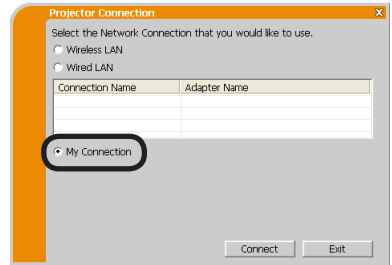 Projector Connection
X
Select the Network Connection that you would like to use.
Wireless LAN
Wired LAN
Connection Name Adapter Name
My Connection
Connect Exit